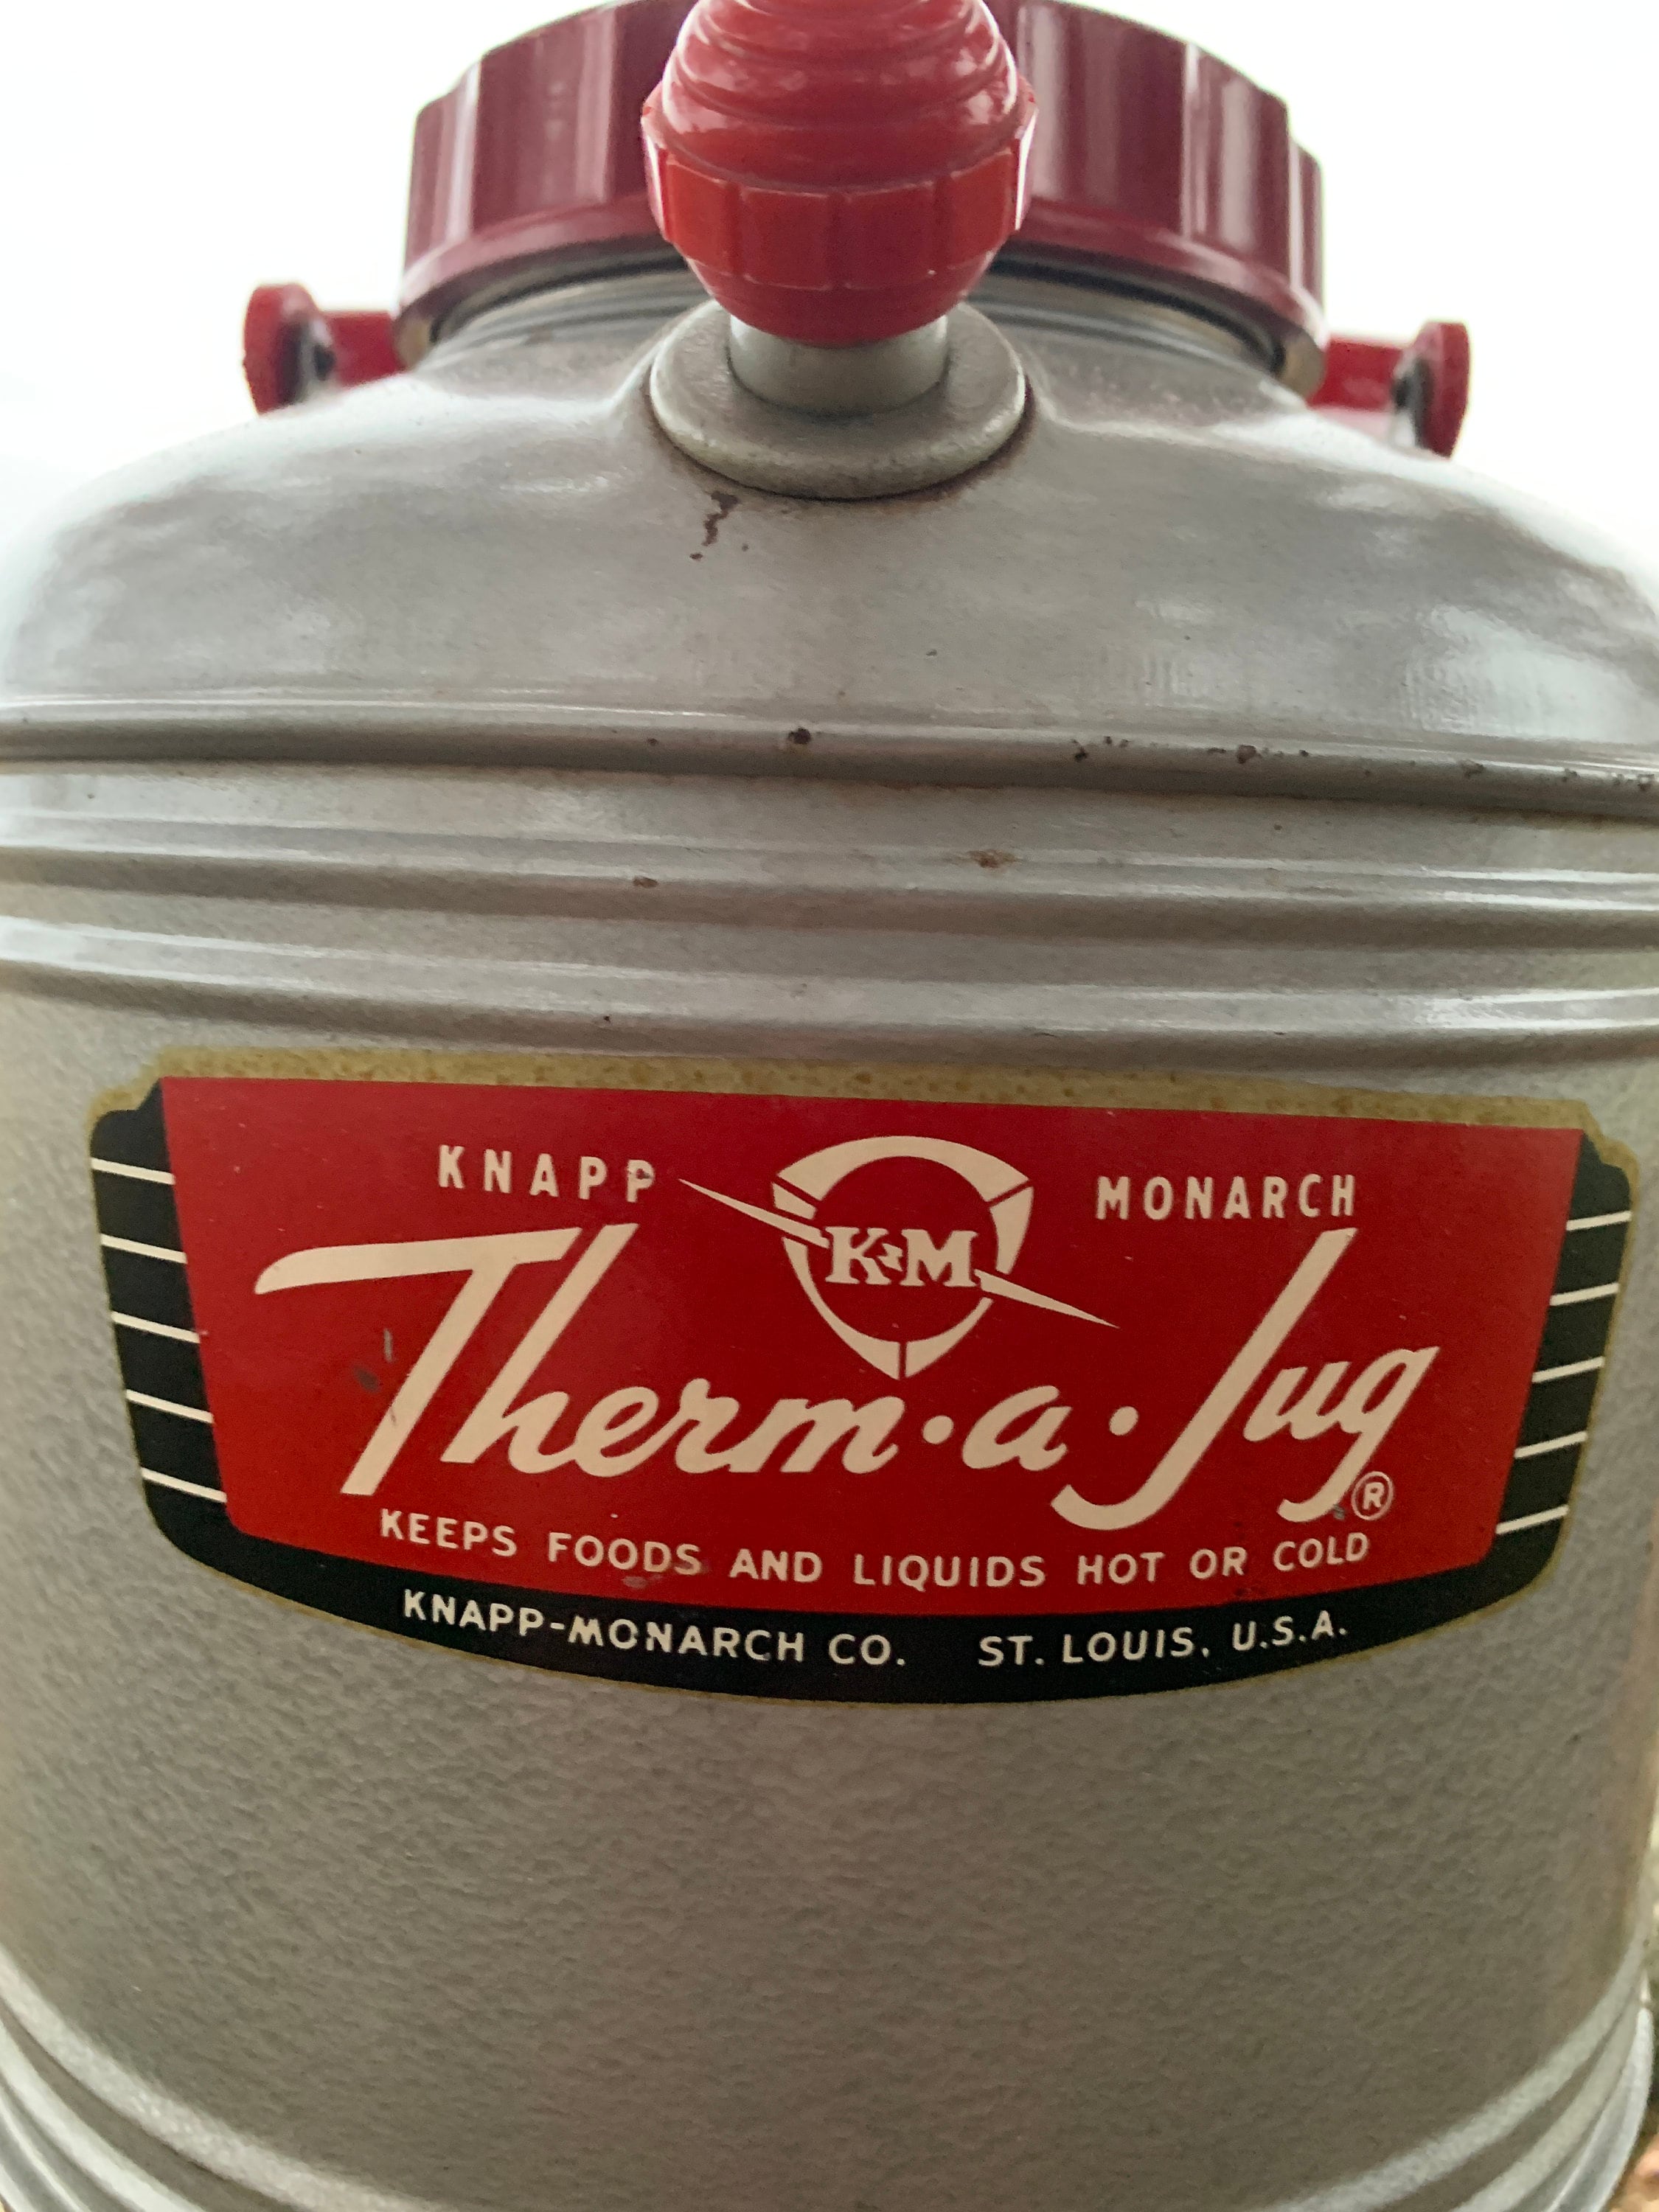 KNAPP K-M MONARCH
Therm·a·Jug®
KEEPS FOODS AND LIQUIDS HOT OR COLD
KNAPP-MONARCH CO. ST. LOUIS, U.S.A.